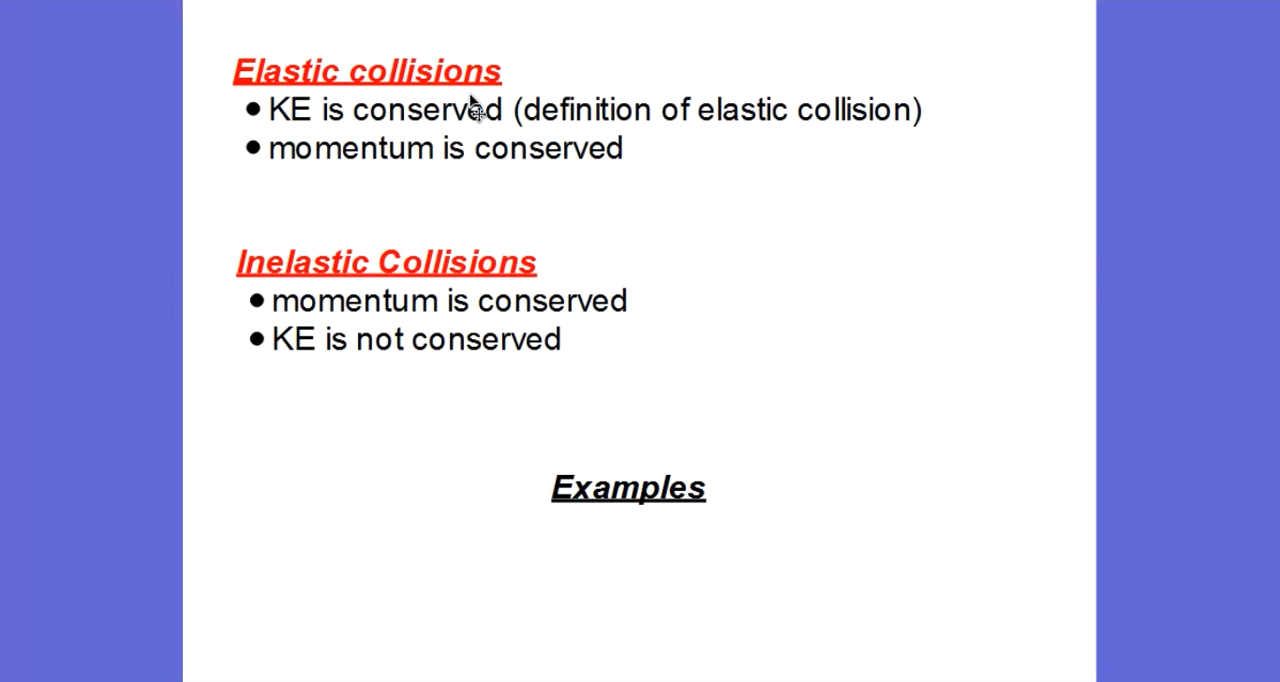 Elastic collisions
• KE is conserved (definition of elastic collision)
• momentum is conserved
Inelastic Collisions
• momentum is conserved
• KE is not conserved
Examples